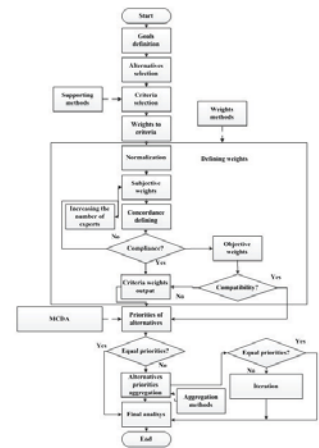 Start
Goals
definition
Alternatives
selection
Supporting
methods
Criteria
selection
Weights
methods
Weights to
criteria
Normalization
Defining weights
Subjective
weights
Increasing the
number of
experts
Concordance
defining
No
Compliance?
Objective
weights
Yes
Criteria weights
output
Compatibility?
Yes
No
MCDA
Priorities of
alternatives
Equal priorities?
Equal priorities?
Yes
No
Yes
No
Alternatives
priorities
aggregation
Iteration
Aggregation
methods
Final analitys
End